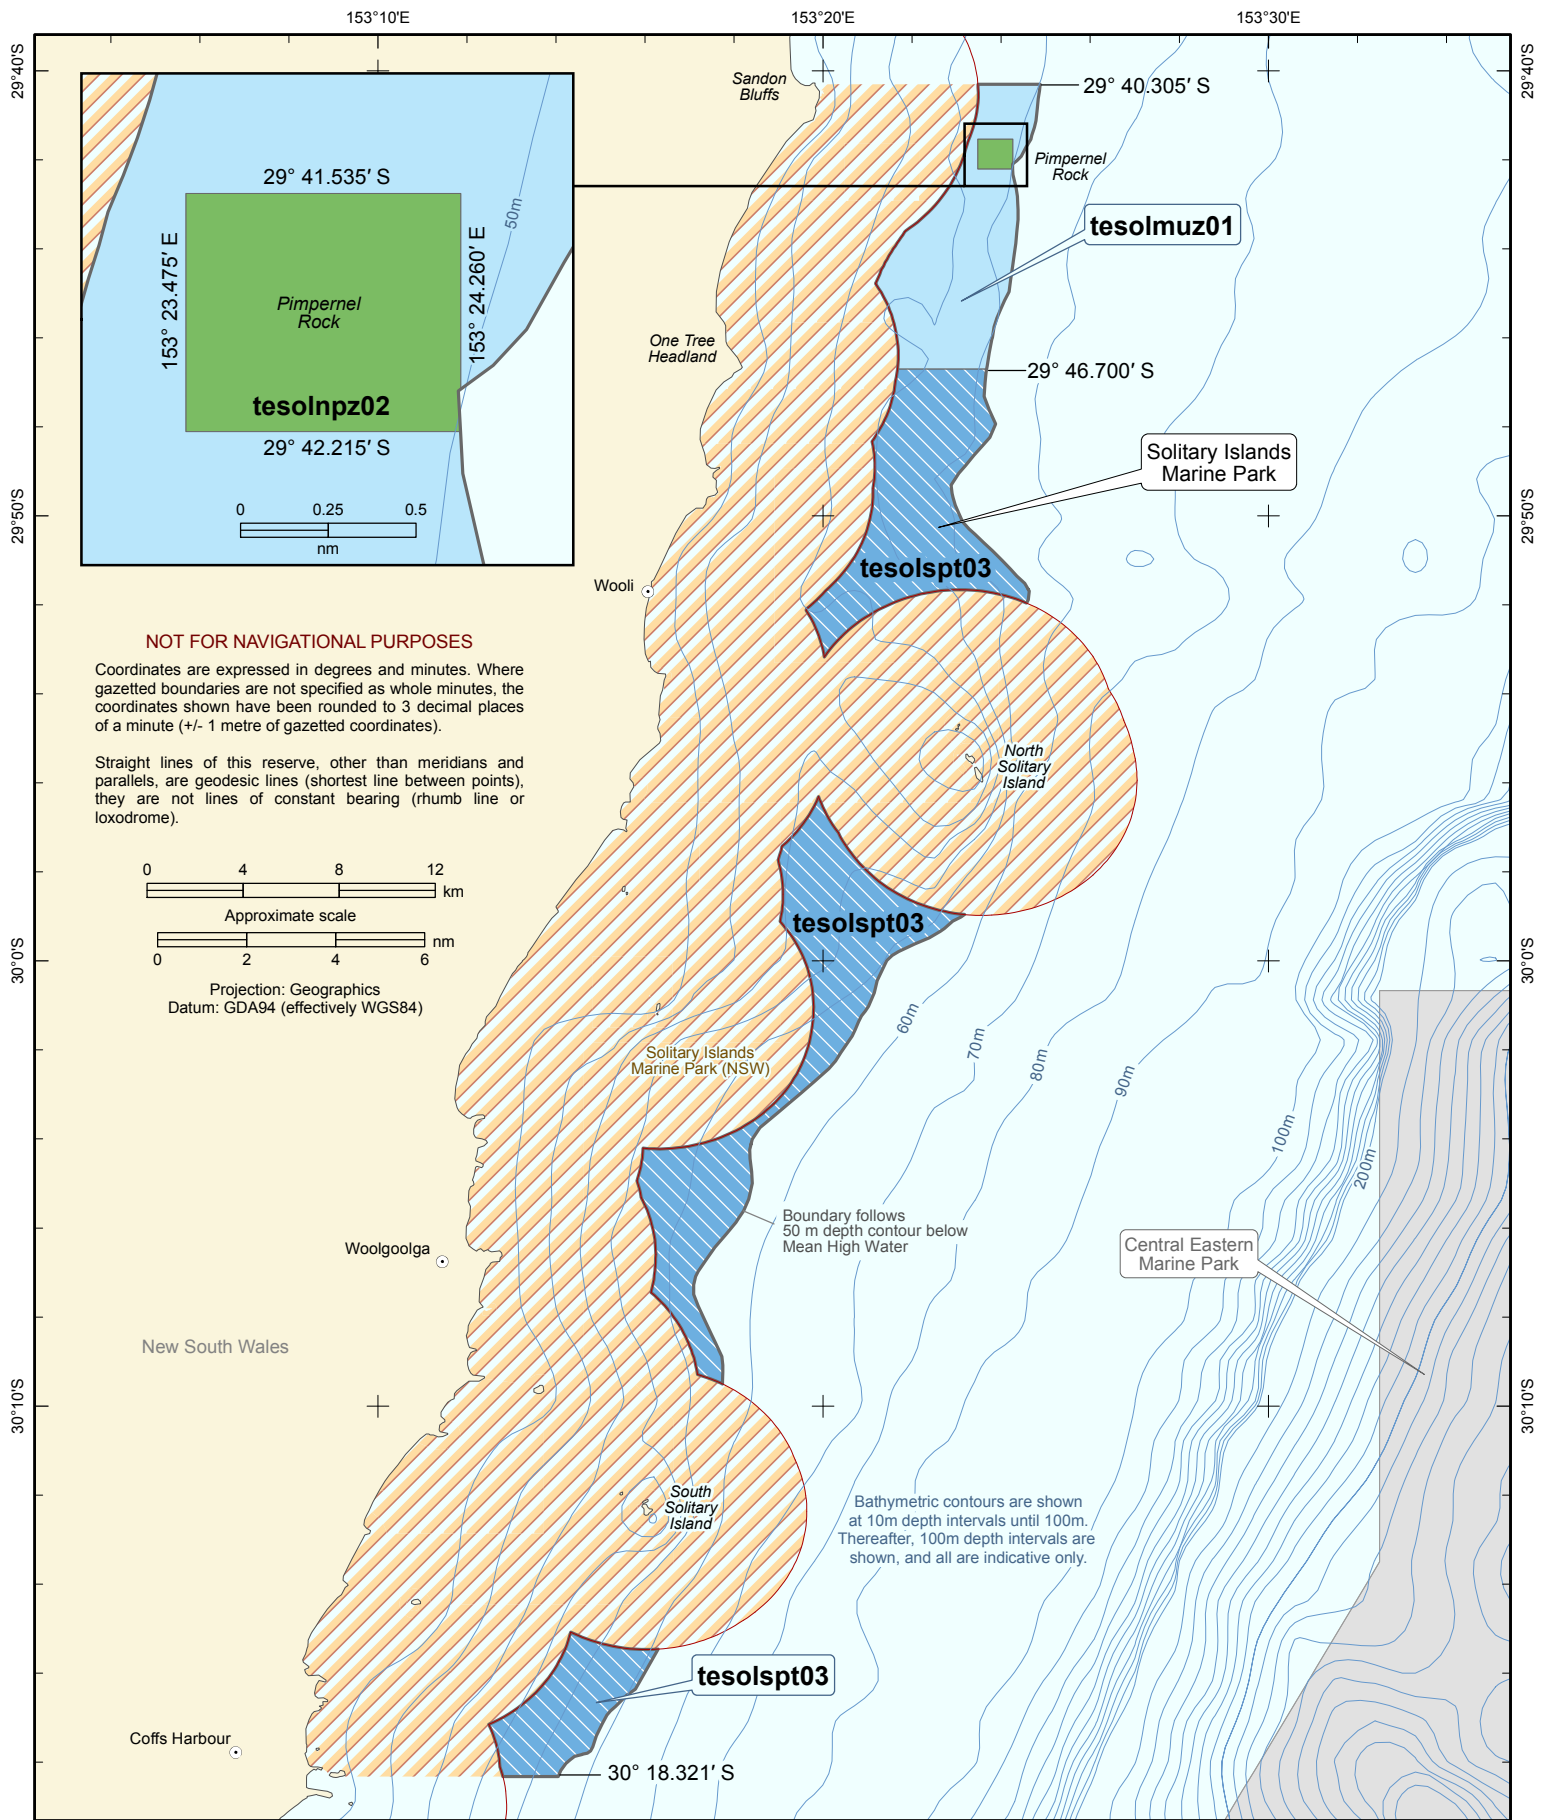 153°10'E
153°20'E
153°30'E
29°40'S
29°40'S
Sandon
Bluffs
29° 40.305′ S
Pimpernel
Rock
29° 41.535′ S
153° 23.475′ E
153° 24.260′ E
50m
Pimpernel
Rock
tesolnpz02
29° 42.215′ S
0 0.25 0.5
nm
tesolmuz01
One Tree
Headland
29° 46.700′ S
Solitary Islands
Marine Park
29°50'S
29°50'S
tesolspt03
Wooli
NOT FOR NAVIGATIONAL PURPOSES
Coordinates are expressed in degrees and minutes. Where
gazetted boundaries are not specified as whole minutes, the
coordinates shown have been rounded to 3 decimal places
of a minute (+/- 1 metre of gazetted coordinates).
Straight lines of this reserve, other than meridians and
parallels, are geodesic lines (shortest line between points),
they are not lines of constant bearing (rhumb line or
loxodrome).
North
Solitary
Island
0 4 8 12
km
Approximate scale
nm
0 2 4 6
Projection: Geographics
Datum: GDA94 (effectively WGS84)
tesolspt03
30°0'S
30°0'S
60m
70m
80m
90m
100m
200m
Solitary Islands
Marine Park (NSW)
Boundary follows
50 m depth contour below
Mean High Water
Central Eastern
Marine Park
Woolgoolga
New South Wales
30°10'S
30°10'S
South
Solitary
Island
Bathymetric contours are shown
at 10m depth intervals until 100m.
Thereafter, 100m depth intervals are
shown, and all are indicative only.
tesolspt03
Coffs Harbour
30° 18.321′ S